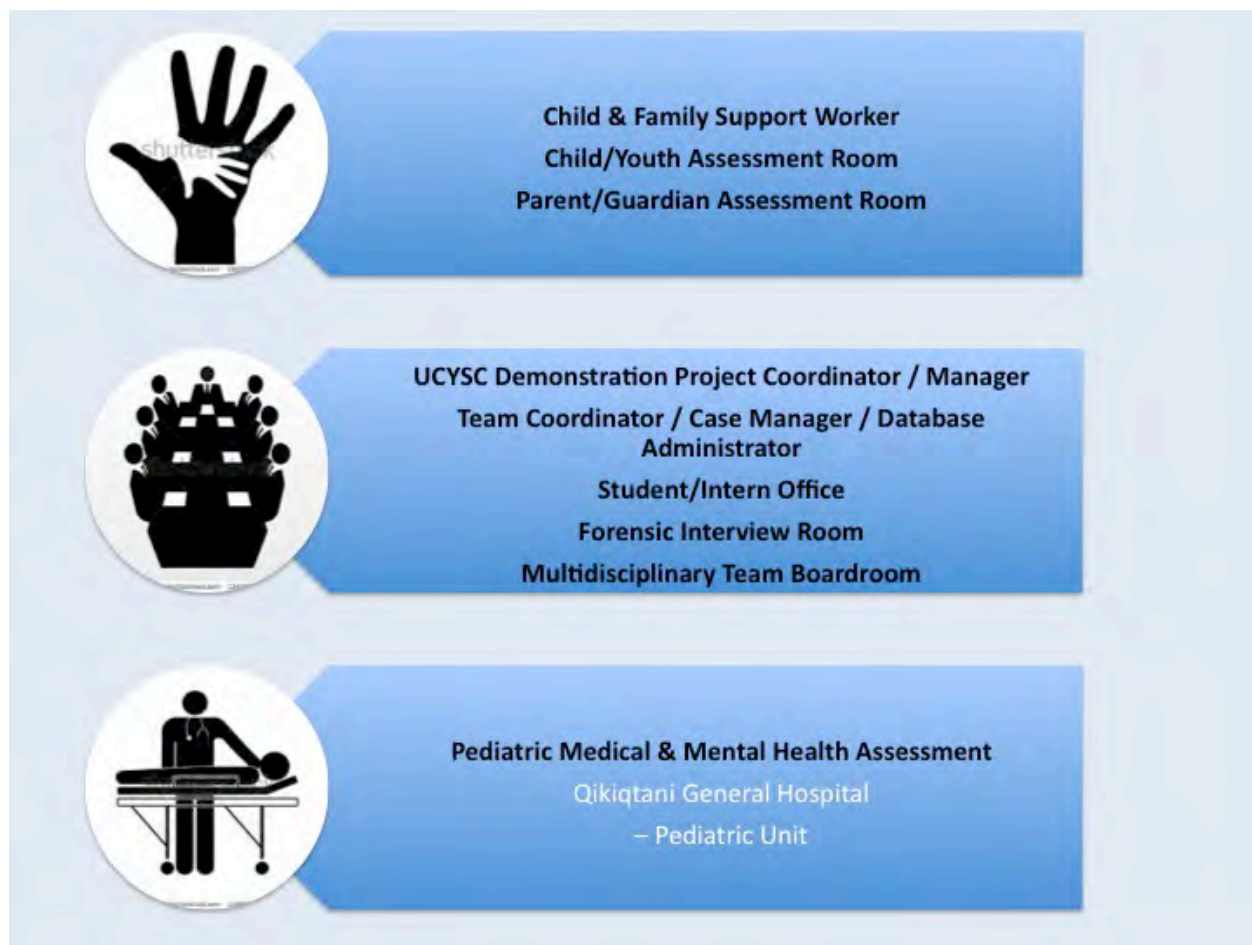 shutterstock
Child & Family Support Worker
Child/Youth Assessment Room
Parent/Guardian Assessment Room
UCYSC Demonstration Project Coordinator / Manager
Team Coordinator / Case Manager / Database
Administrator
Student/Intern Office
Forensic Interview Room
Multidisciplinary Team Boardroom
Pediatric Medical & Mental Health Assessment
Qikiqtani General Hospital
– Pediatric Unit